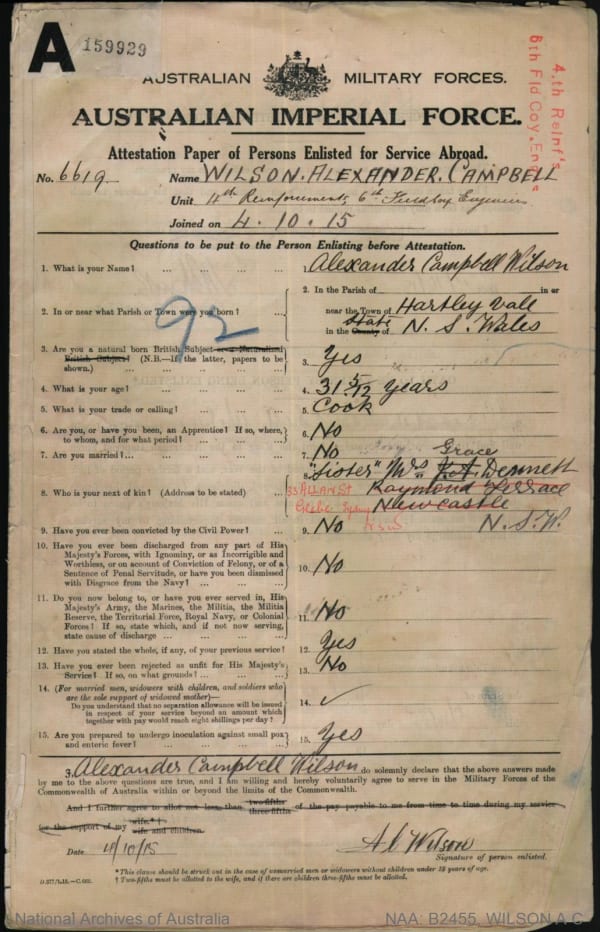 A
159929
4.th Reinf's
6th Fld Coy. Eng
AUSTRALIAN MILITARY FORCES.
AUSTRALIAN IMPERIAL FORCE.
Attestation Paper of Persons Enlisted for Service Abroad.
No. 6619 Name WILSON. ALEXANDER. CAMPBELL
Unit 4th Reinforcements, 6th Field Coy Engineers
Joined on 4.10.15
Questions to be put to the Person Enlisting before Attestation.
1. What is your Name? ... ... ... 1. Alexander Campbell Wilson
2. In or near what Parish or Town were you born? ... 2. In the Parish of in or
near the Town of Hartley Vale
in the County of State N. S. Wales
92
3. Are you a natural born British Subject or a Naturalized
British Subject? (N.B.—If the latter, papers to be
shown.) ... ... ... 3. Yes
4. What is your age? ... ... ... 4. 31 5/12 years
5. What is your trade or calling? ... ... 5. Cook
6. Are you, or have you been, an Apprentice? If so, where,
to whom, and for what period? ... ... 6. No
7. Are you married? ... ... ... 7. No
8. Who is your next of kin? (Address to be stated) ... 8. "Sister" Mrs Grace Dennett
Raymond Terrace
Newcastle
N.S.W.
33 ALLAN ST
Glebe
N.S.W.
9. Have you ever been convicted by the Civil Power? ... 9. No
10. Have you ever been discharged from any part of His
Majesty's Forces, with Ignominy, or as Incorrigible and
Worthless, or on account of Conviction of Felony, or of a
Sentence of Penal Servitude, or have you been dismissed
with Disgrace from the Navy? ... ... 10. No
11. Do you now belong to, or have you ever served in, His
Majesty's Army, the Marines, the Militia, the Militia
Reserve, the Territorial Force, Royal Navy, or Colonial
Forces? If so, state which, and if not now serving,
state cause of discharge ... ... ... 11. No
12. Have you stated the whole, if any, of your previous service? 12. Yes
13. Have you ever been rejected as unfit for His Majesty's
Service? If so, on what grounds? ... ... 13. No
14. (For married men, widowers with children, and soldiers who
are the sole support of widowed mother)—
Do you understand that no separation allowance will be issued
in respect of your service beyond an amount which
together with pay would reach eight shillings per day? 14. ✓
15. Are you prepared to undergo inoculation against small pox
and enteric fever? ... ... ... 15. Yes
I, Alexander Campbell Wilson do solemnly declare that the above answers made
by me to the above questions are true, and I am willing and hereby voluntarily agree to serve in the Military Forces of the
Commonwealth of Australia within or beyond the limits of the Commonwealth.
And I further agree to allot not less than two-fifths three-fifths of the pay payable to me from time to time during my service
for the support of my wife.*† wife and children.
Date 4/10/15 A C Wilson
Signature of person enlisted.
* This clause should be struck out in the case of unmarried men or widowers without children under 18 years of age.
† Two-fifths must be allotted to the wife, and if there are children three-fifths must be allotted.
National Archives of Australia NAA: B2455, WILSON A C